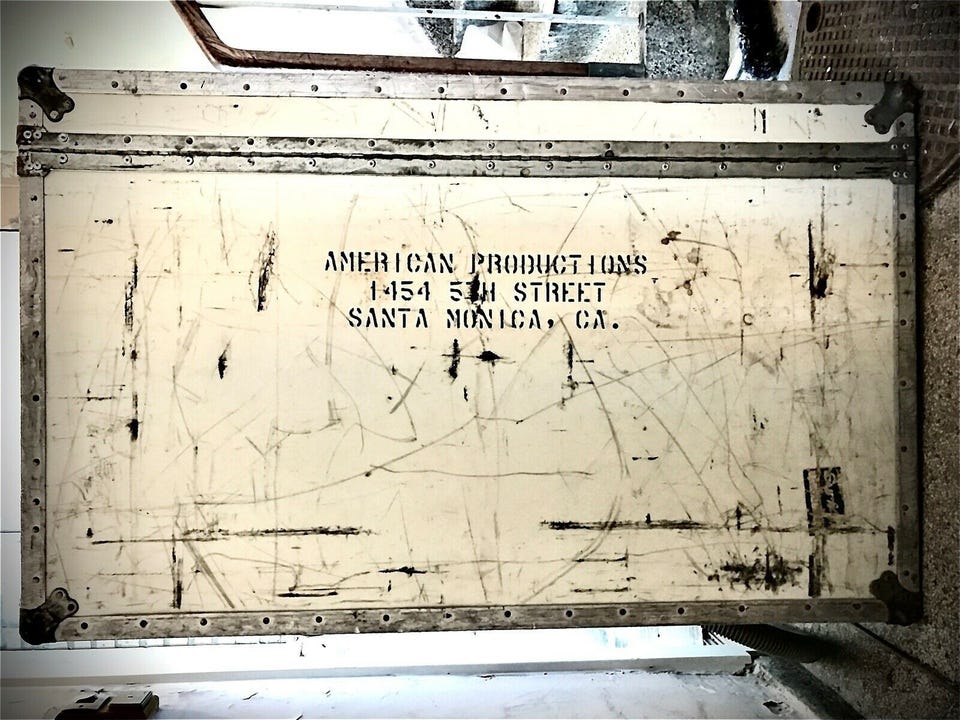 AMERICAN PRODUCTIONS
1454 5TH STREET
SANTA MONICA, CA.